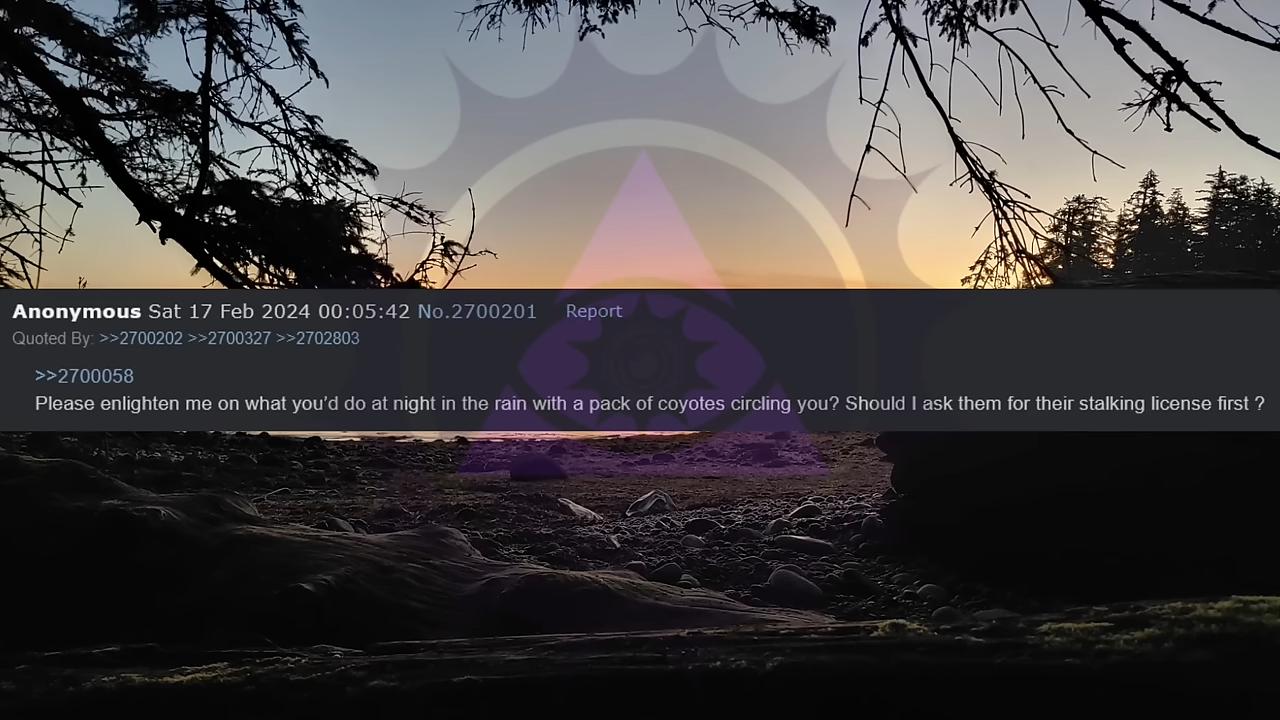 Anonymous Sat 17 Feb 2024 00:05:42 No.2700201 Report
Quoted By: >>2700202 >>2700327 >>2702803
>>2700058
Please enlighten me on what you’d do at night in the rain with a pack of coyotes circling you? Should I ask them for their stalking license first ?